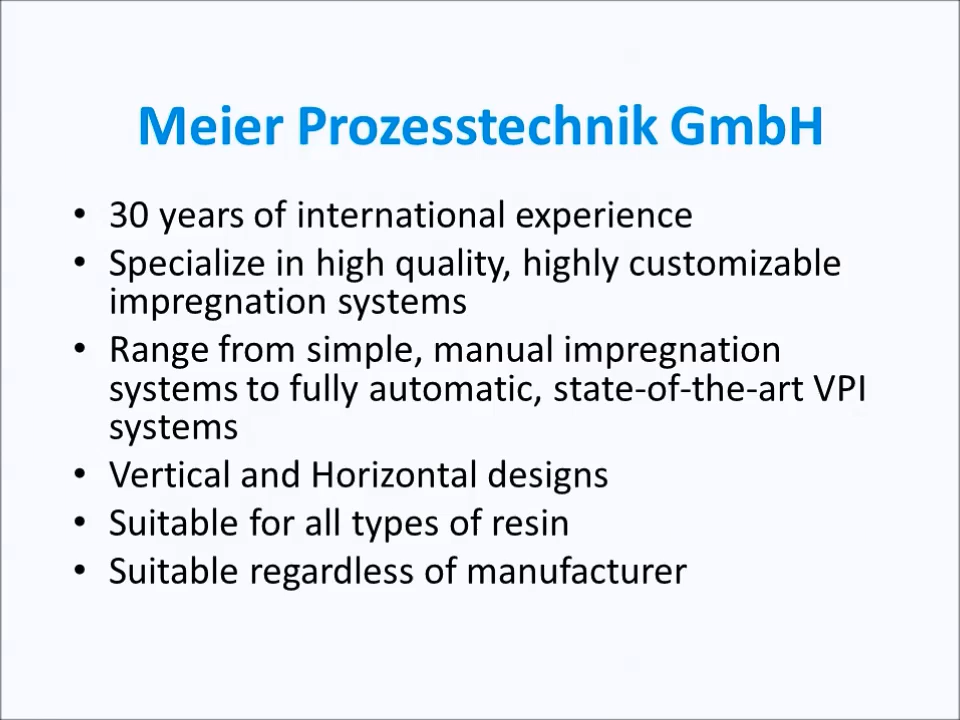 Meier Prozesstechnik GmbH
• 30 years of international experience
• Specialize in high quality, highly customizable
impregnation systems
• Range from simple, manual impregnation
systems to fully automatic, state-of-the-art VPI
systems
• Vertical and Horizontal designs
• Suitable for all types of resin
• Suitable regardless of manufacturer